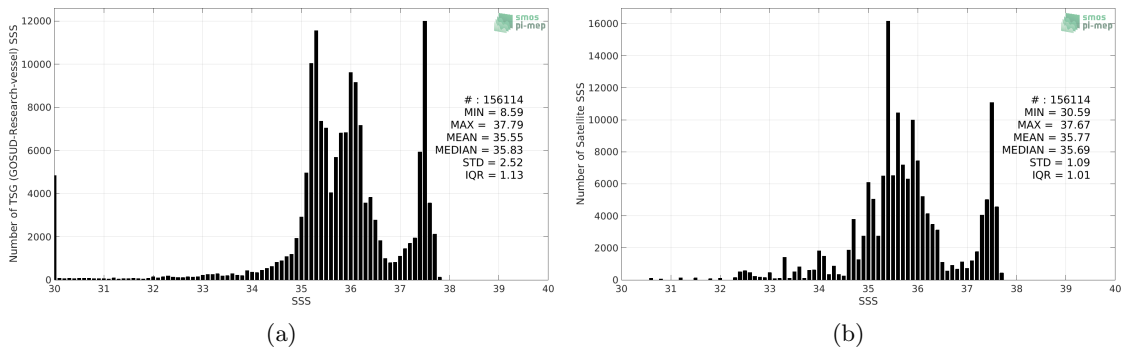 12000
10000
8000
6000
4000
2000
0
30 31 32 33 34 35 36 37 38 39 40
SSS
Number of TSG (GOSUD-Research-vessel) SSS
smos
pi-mep
# : 156114
MIN = 8.59
MAX = 37.79
MEAN = 35.55
MEDIAN = 35.83
STD = 2.52
IQR = 1.13
(a)
16000
14000
12000
10000
8000
6000
4000
2000
0
30 31 32 33 34 35 36 37 38 39 40
SSS
Number of Satellite SSS
smos
pi-mep
# : 156114
MIN = 30.59
MAX = 37.67
MEAN = 35.77
MEDIAN = 35.69
STD = 1.09
IQR = 1.01
(b)